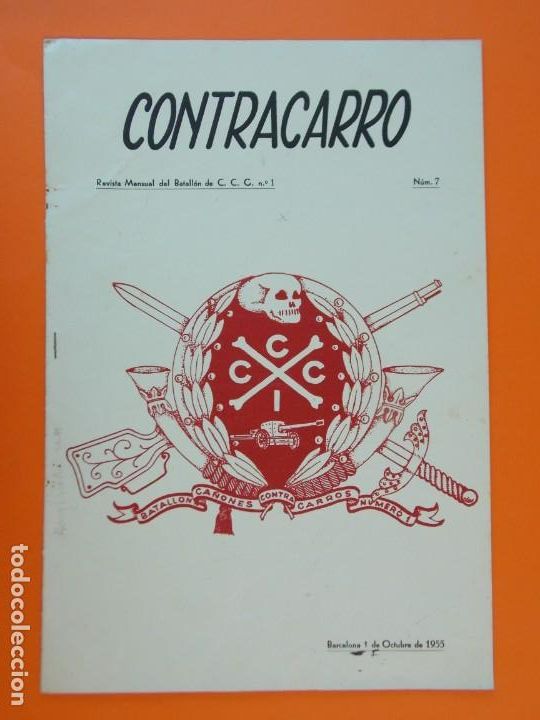 CONTRACARRO
Revista Mensual del Batallón de C. C. C. n.º 1 Núm. 7
C
C C
I
BATALLON CAÑONES CONTRA CARROS NUMERO I
Barcelona 1 de Octubre de 1955
todocoleccion